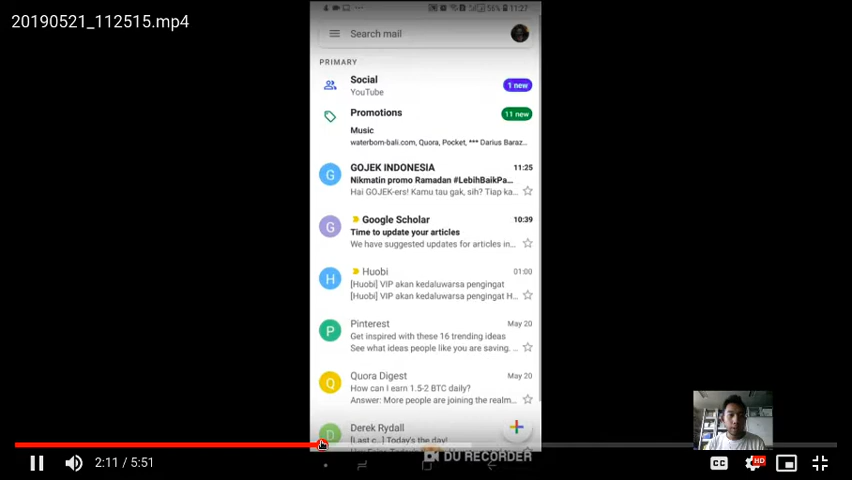 20190521_112515.mp4
56% 11:27
Search mail
PRIMARY
Social
1 new
YouTube
Promotions
11 new
Music
waterborn-bali.com, Quora, Pocket, *** Darius Baraz..
G
GOJEK INDONESIA
11:25
Nikmatin promo Ramadan #LebihBaikPa...
Hai GOJEK-ers! Kamu tau gak, sih? Tiap ka...
G
Google Scholar
10:39
Time to update your articles
We have suggested updates for articles in...
H
Huobi
01:00
[Huobi] VIP akan kedaluwarsa pengingat
[Huobi] VIP akan kedaluwarsa pengingat H...
P
Pinterest
May 20
Get inspired with these 16 trending ideas
See what ideas people like you are saving. ...
Q
Quora Digest
May 20
How can I earn 1.5-2 BTC daily?
Answer: More people are joining the realm...
D
Derek Rydall
[Last c..] Today's the day!
DU RECORDER
2:11 / 5:51
CC
HD